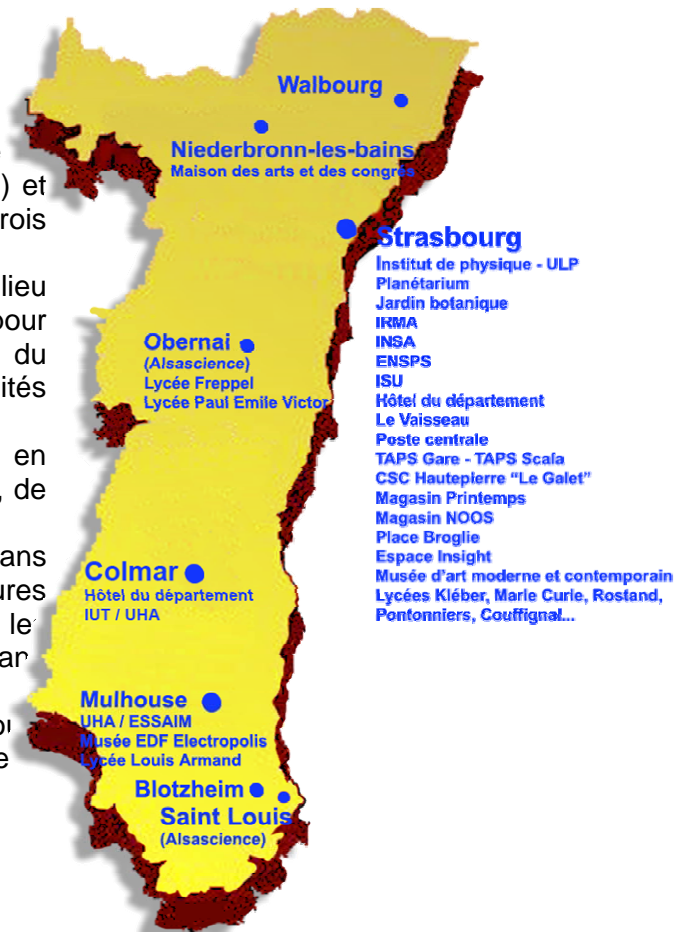 ) et
rois
lieu
pour
du
ités
en
, de
ans
ures
le
an
e
Walbourg
Niederbronn-les-bains
Maison des arts et des congrés
Strasbourg
Institut de physique - ULP
Planétarium
Jardin botanique
IRMA
INSA
ENSPS
ISU
Hôtel du département
Le Vaisseau
Poste centrale
TAPS Gare - TAPS Scala
CSC Hautepierre “Le Galet”
Magasin Printemps
Magasin NOOS
Place Broglie
Espace Insight
Musée d’art moderne et contemporain
Lycées Kléber, Marie Curie, Rostand,
Pontonniers, Couffignal...
Obernai
(Alsascience)
Lycée Freppel
Lycée Paul Emile Victor
Colmar
Hôtel du département
IUT / UHA
Mulhouse
UHA / ESSAIM
Musée EDF Electropolis
Lycée Louis Armand
Blotzheim
Saint Louis
(Alsascience)